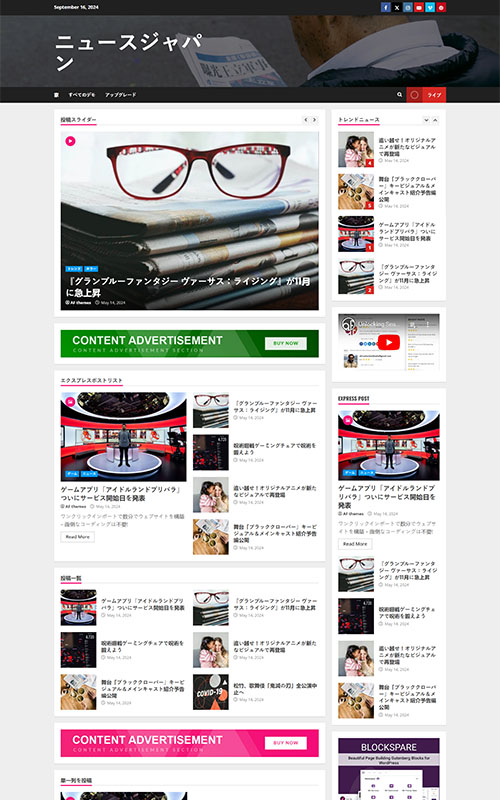 September 16, 2024
ニュースジャパ
ン
家 すべてのデモ アップグレード
ライブ
投稿スライダー
トレンド ホラー
『グランブルーファンタジー ヴァーサス：ライジング』が11月
に急上昇
AF themes May 14, 2024
トレンドニュース
追い越せ！オリジナルア
ニメが新たなビジュアル
で再登場
May 14, 2024
4
舞台『ブラッククローバ
ー』キービジュアル＆メ
インキャスト紹介予告編
公開
May 14, 2024
5
ゲームアプリ『アイドル
ランドプリパラ』ついに
サービス開始目を発表
May 14, 2024
1
『グランブルーファンタ
ジー ヴァーサス：ライジ
ング』が11月に急上昇
May 14, 2024
2
CONTENT ADVERTISEMENT
CONTENT ADVERTISEMENT SECTION
BUY NOW
エクスプレスポストリスト
ゲーム ニュース
ゲームアプリ『アイドルランドプリパラ』
ついにサービス開始目を発表
AF themes May 14, 2024
ワンクリックインポートで数分でウェブサイトを構築
– 面倒なコーディングは不要!
Read More
『グランブルーファンタジー ヴァー
サス：ライジング』が11月に急上昇
May 14, 2024
呪術廻戦ゲーミングチェアで呪術を
鍛えよう
May 14, 2024
追い越せ！オリジナルアニメが新た
なビジュアルで再登場
May 14, 2024
舞台『ブラッククローバー』キービジ
ュアル＆メインキャスト紹介予告
編公開
May 14, 2024
EXPRESS POST
ゲーム ニュース
ゲームアプリ『アイドルランドプ
リパラ』ついにサービス開始目を
発表
AF themes May 14, 2024
ワンクリックインポートで数分でウェブサ
イトを構築 – 面倒なコーディングは不要!
Read More
『グランブルーファンタ
ジー ヴァーサス：ライジ
ング』が11月に急上昇
May 14, 2024
呪術廻戦ゲーミングチェ
アで呪術を鍛えよう
May 14, 2024
追い越せ！オリジナルア
ニメが新たなビジュアル
で再登場
May 14, 2024
舞台『ブラッククローバ
ー』キービジュアル＆メ
インキャスト紹介予告編
公開
May 14, 2024
投稿一覧
ゲームアプリ『アイドルランドプリパ
ラ』ついにサービス開始目を発表
May 14, 2024
『グランブルーファンタジー ヴァー
サス：ライジング』が11月に急上昇
May 14, 2024
呪術廻戦ゲーミングチェアで呪術を
鍛えよう
May 14, 2024
追い越せ！オリジナルアニメが新た
なビジュアルで再登場
May 14, 2024
舞台『ブラッククローバー』キービジ
ュアル＆メインキャスト紹介予告
編公開
May 14, 2024
COVID-19
松竹、歌舞伎『鬼滅の刃』全公演中
止へ
May 14, 2024
CONTENT ADVERTISEMENT
CONTENT ADVERTISEMENT SECTION
BUY NOW
BLOCKSPARE
Beautiful Page Building Gutenberg Blocks for
WordPress
単一列を投稿